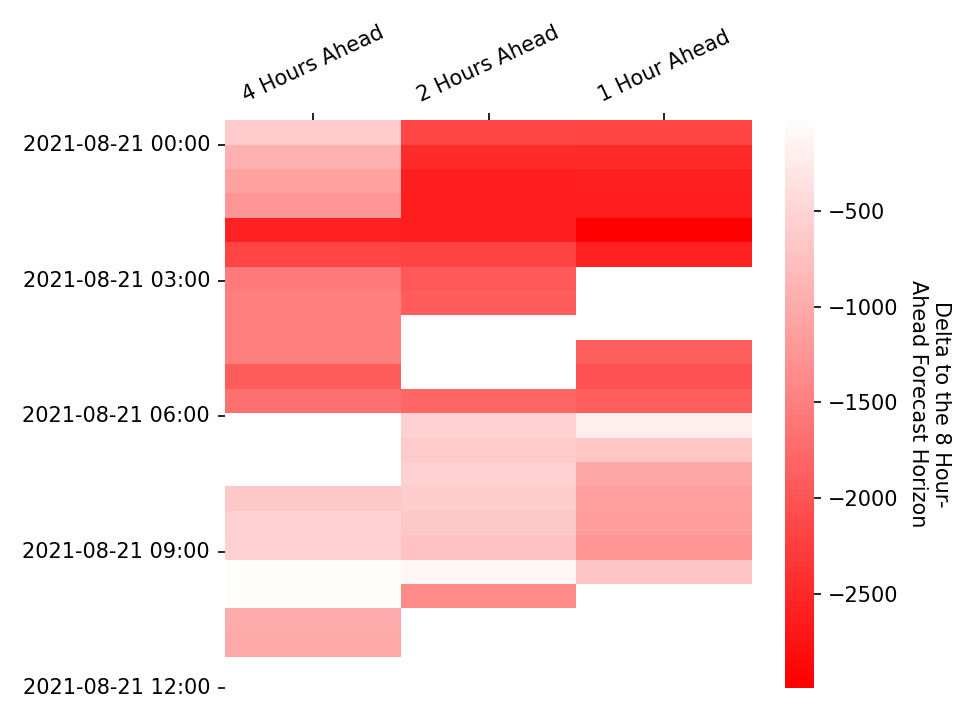 4 Hours Ahead
2 Hours Ahead
1 Hour Ahead
2021-08-21 00:00
2021-08-21 03:00
2021-08-21 06:00
2021-08-21 09:00
2021-08-21 12:00
−500
−1000
−1500
−2000
−2500
Delta to the 8 Hour-
Ahead Forecast Horizon